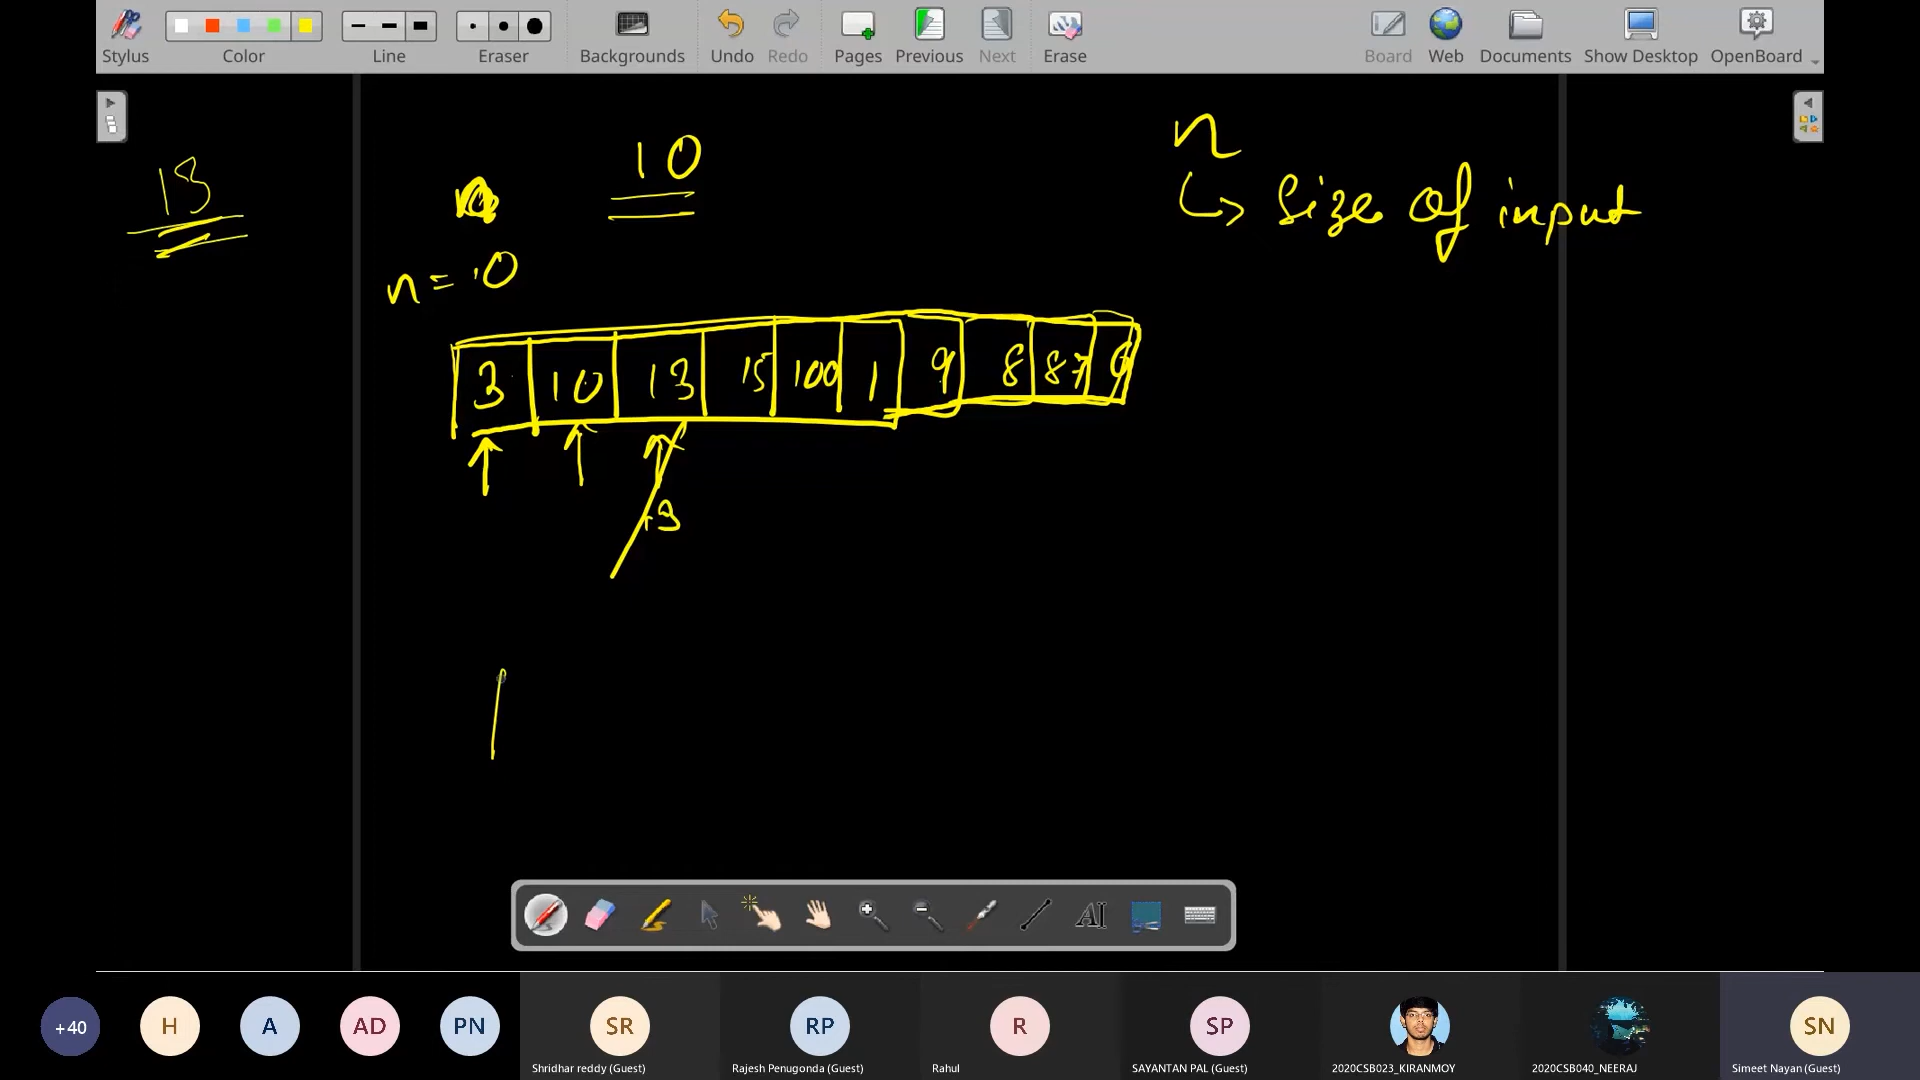 Stylus
Color
Line
Eraser
Backgrounds
Undo
Redo
Pages
Previous
Next
Erase
Board
Web
Documents
Show Desktop
OpenBoard
13
10
n
↳ Size of input
n = 10
3 10 13 15 100 1 9 8 87
13
+40
H
A
AD
PN
SR
RP
R
SP
SN
Shridhar reddy (Guest)
Rajesh Penugonda (Guest)
Rahul
SAYANTAN PAL (Guest)
2020CSB023_KIRANMOY
2020CSB040_NEERAJ
Simeet Nayan (Guest)